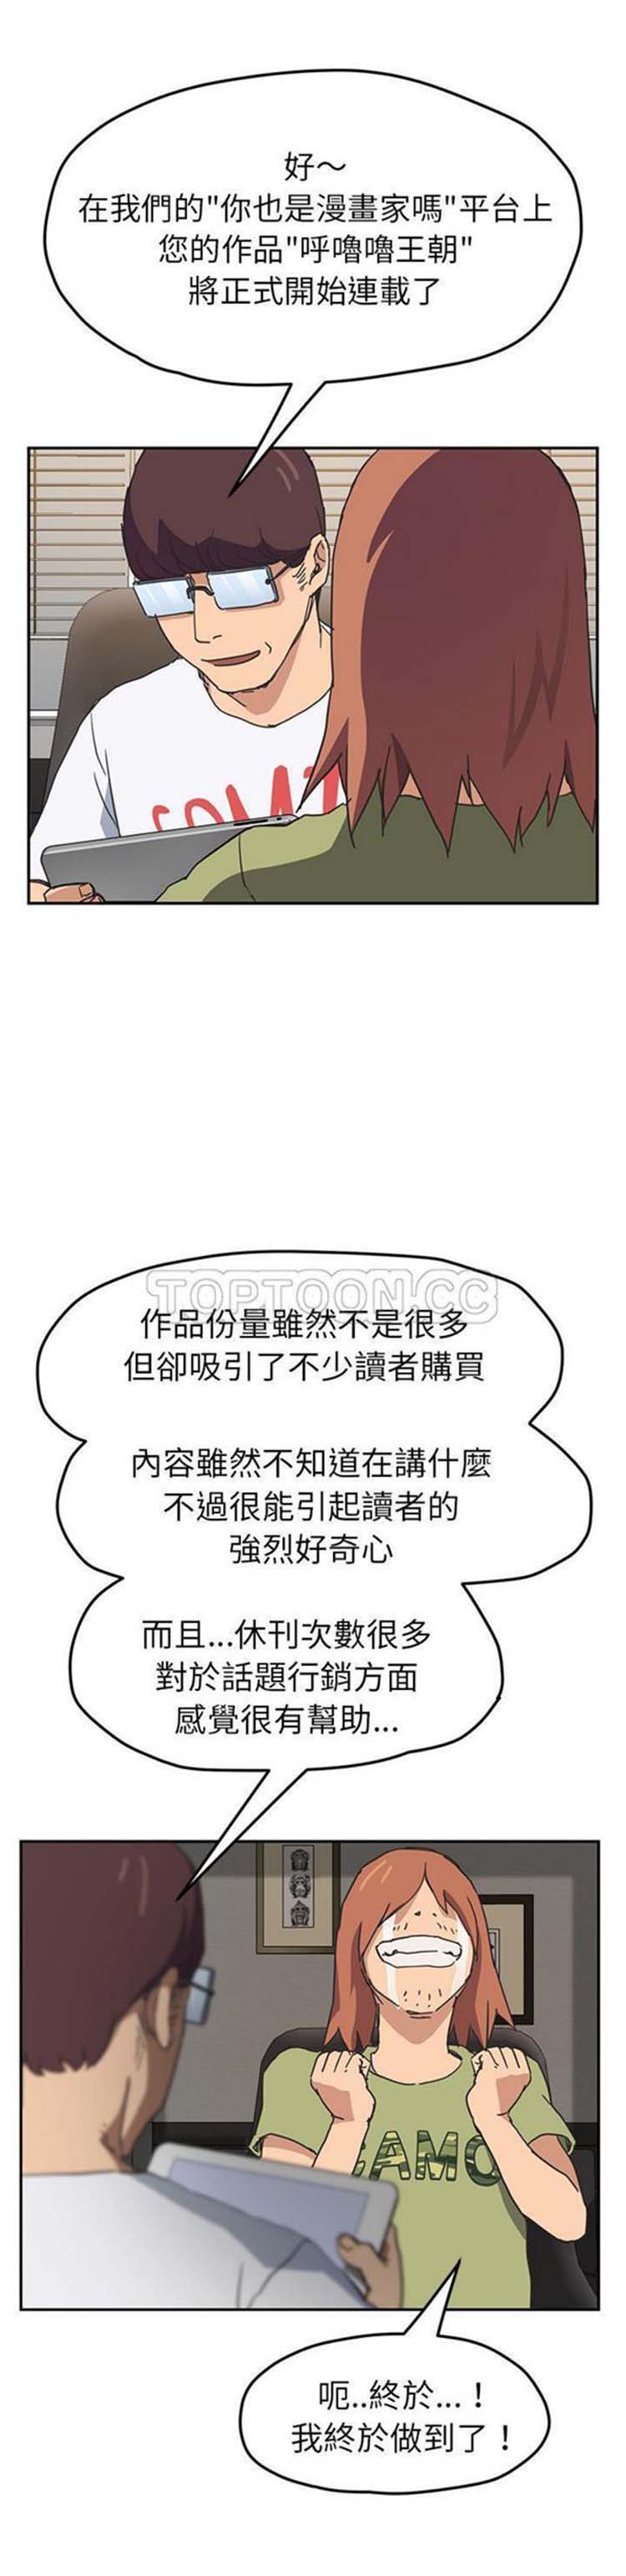 好～
在我們的"你也是漫畫家嗎"平台上
您的作品"呼嚕嚕王朝"
將正式開始連載了
TOPTOON.CC
作品份量雖然不是很多
但卻吸引了不少讀者購買
內容雖然不知道在講什麼
不過很能引起讀者的
強烈好奇心
而且...休刊次數很多
對於話題行銷方面
感覺很有幫助...
CAMO
呃..終於...！
我終於做到了！